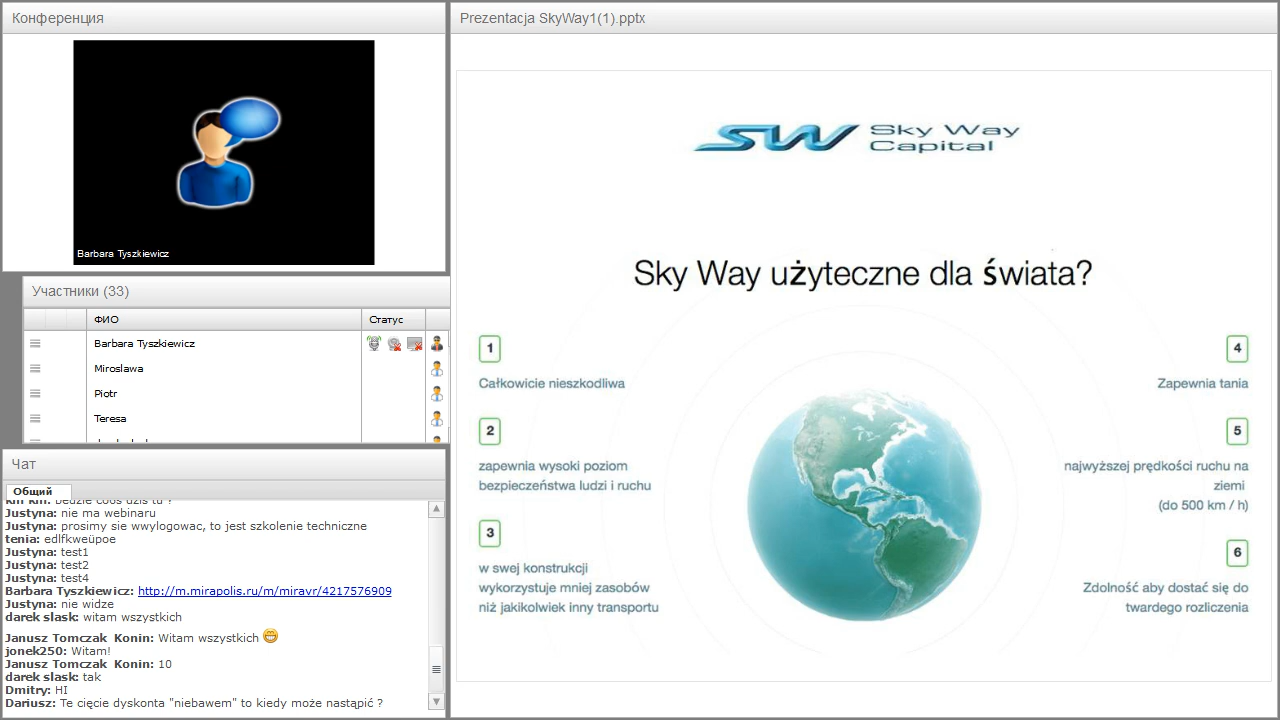 Конференция
Barbara Tyszkiewicz
Участники (33)
ФИО
Статус
Barbara Tyszkiewicz
Miroslawa
Piotr
Teresa
Чат
Общий
Justyna: nie ma webinaru
Justyna: prosimy sie wwylogowac, to jest szkolenie techniczne
tenia: edlfkweüpoe
Justyna: test1
Justyna: test2
Justyna: test4
Barbara Tyszkiewicz: http://m.mirapolis.ru/m/miravr/4217576909
Justyna: nie widze
darek slask: witam wszystkich
Janusz Tomczak Konin: Witam wszystkich
jonek250: Witam!
Janusz Tomczak Konin: 10
darek slask: tak
Dmitry: HI
Dariusz: Te cięcie dyskonta "niebawem" to kiedy może nastąpić ?
Prezentacja SkyWay1(1).pptx
SW Sky Way
Capital
Sky Way użyteczne dla świata?
1
Całkowicie nieszkodliwa
2
zapewnia wysoki poziom
bezpieczeństwa ludzi i ruchu
3
w swej konstrukcji
wykorzystuje mniej zasobów
niż jakikolwiek inny transportu
4
Zapewnia tania
5
najwyższej prędkości ruchu na
ziemi
(do 500 km / h)
6
Zdolność aby dostać się do
twardego rozliczenia